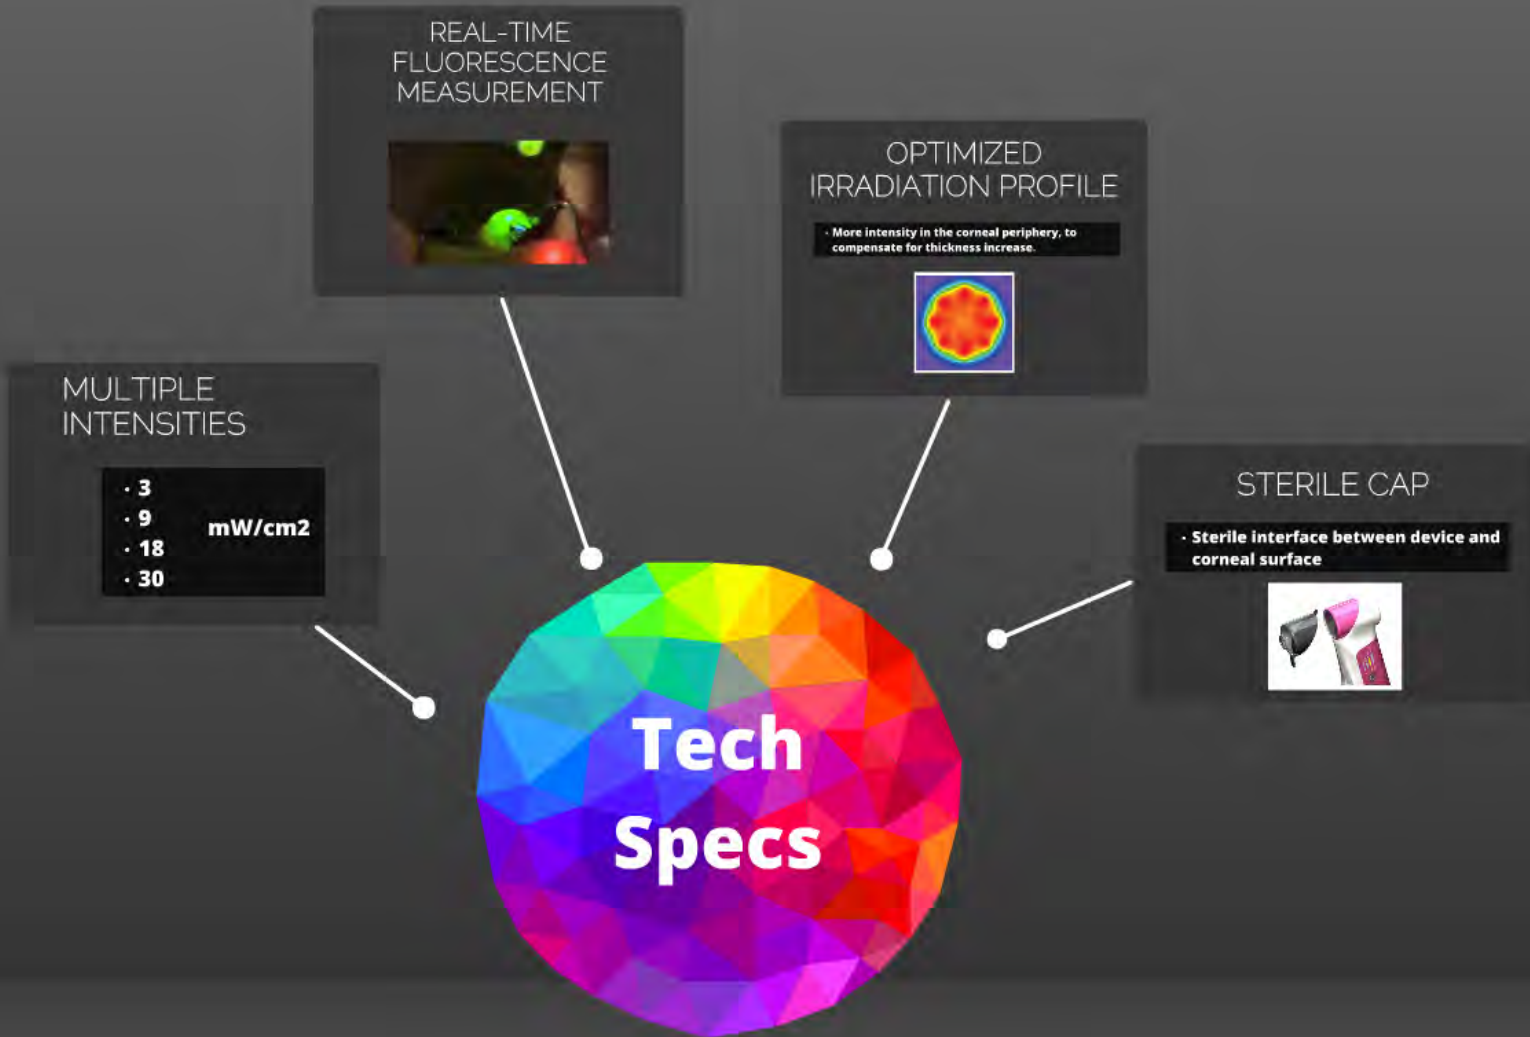 REAL-TIME
FLUORESCENCE
MEASUREMENT
OPTIMIZED
IRRADIATION PROFILE
· More intensity in the corneal periphery, to
compensate for thickness increase.
MULTIPLE
INTENSITIES
· 3
· 9
mW/cm2
· 18
· 30
STERILE CAP
· Sterile interface between device and
corneal surface
Tech
Specs